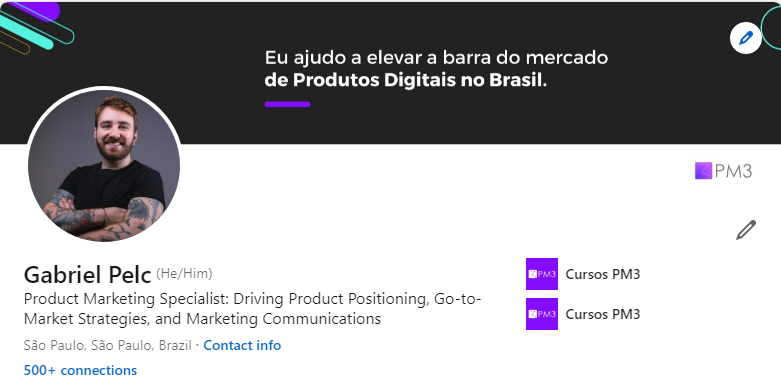 Eu ajudo a elevar a barra do mercado
de Produtos Digitais no Brasil.
PM3
Gabriel Pelc (He/Him)
Product Marketing Specialist: Driving Product Positioning, Go-to-
Market Strategies, and Marketing Communications
São Paulo, São Paulo, Brazil · Contact info
500+ connections
PM3 Cursos PM3
PM3 Cursos PM3